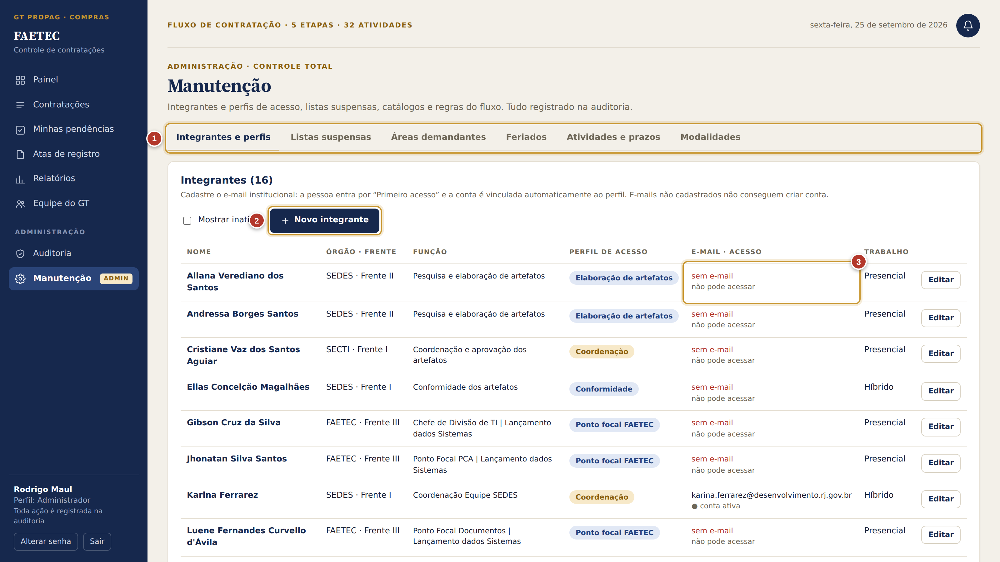 GT PROPAG · COMPRAS
FAETEC
Controle de contratações
Painel
Contratações
Minhas pendências
Atas de registro
Relatórios
Equipe do GT
ADMINISTRAÇÃO
Auditoria
Manutenção ADMIN
Rodrigo Maul
Perfil: Administrador
Toda ação é registrada na
auditoria
Alterar senha Sair
FLUXO DE CONTRATAÇÃO · 5 ETAPAS · 32 ATIVIDADES
sexta-feira, 25 de setembro de 2026
ADMINISTRAÇÃO · CONTROLE TOTAL
Manutenção
Integrantes e perfis de acesso, listas suspensas, catálogos e regras do fluxo. Tudo registrado na auditoria.
1 Integrantes e perfis Listas suspensas Áreas demandantes Feriados Atividades e prazos Modalidades
Integrantes (16)
Cadastre o e-mail institucional: a pessoa entra por “Primeiro acesso” e a conta é vinculada automaticamente ao perfil. E-mails não cadastrados não conseguem criar conta.
Mostrar inati 2 + Novo integrante
NOME ÓRGÃO · FRENTE FUNÇÃO PERFIL DE ACESSO E-MAIL · ACESSO TRABALHO
3
Allana Verediano dos SEDES · Frente II Pesquisa e elaboração de artefatos Elaboração de artefatos sem e-mail Presencial Editar
Santos não pode acessar
Andressa Borges Santos SEDES · Frente II Pesquisa e elaboração de artefatos Elaboração de artefatos sem e-mail Presencial Editar
não pode acessar
Cristiane Vaz dos Santos SECTI · Frente I Coordenação e aprovação dos Coordenação sem e-mail Presencial Editar
Aguiar artefatos não pode acessar
Elias Conceição Magalhães SEDES · Frente I Conformidade dos artefatos Conformidade sem e-mail Híbrido Editar
não pode acessar
Gibson Cruz da Silva FAETEC · Frente III Chefe de Divisão de TI | Lançamento Ponto focal FAETEC sem e-mail Presencial Editar
dados Sistemas não pode acessar
Jhonatan Silva Santos FAETEC · Frente III Ponto Focal PCA | Lançamento dados Ponto focal FAETEC sem e-mail Presencial Editar
Sistemas não pode acessar
Karina Ferrarez SEDES · Frente I Coordenação Equipe SEDES Coordenação karina.ferrarez@desenvolvimento.rj.gov.br Híbrido Editar
● conta ativa
Luene Fernandes Curvello FAETEC · Frente III Ponto Focal Documentos | Ponto focal FAETEC sem e-mail Presencial Editar
d'Ávila Lançamento dados Sistemas não pode acessar